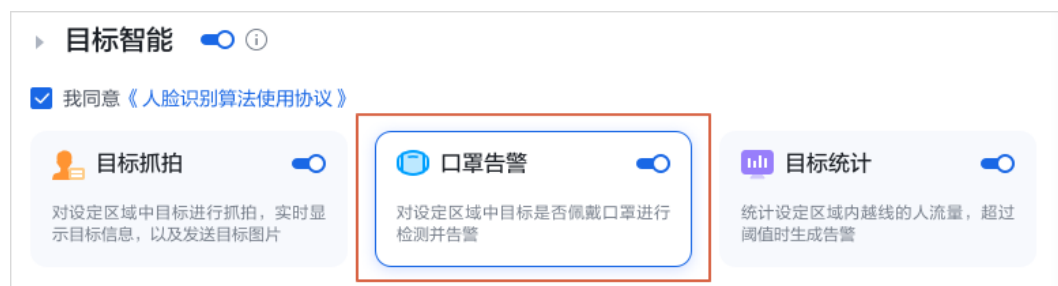 目标智能
我同意《人脸识别算法使用协议》
目标抓拍
对设定区域中目标进行抓拍，实时显
示目标信息，以及发送目标图片
口罩告警
对设定区域中目标是否佩戴口罩进行
检测并告警
目标统计
统计设定区域内越线的人流量，超过
阈值时生成告警